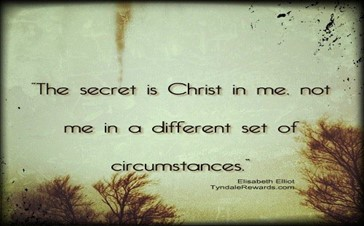 "The secret is Christ in me, not
me in a different set of
circumstances."
Elisabeth Elliot
TyndaleRewards.com